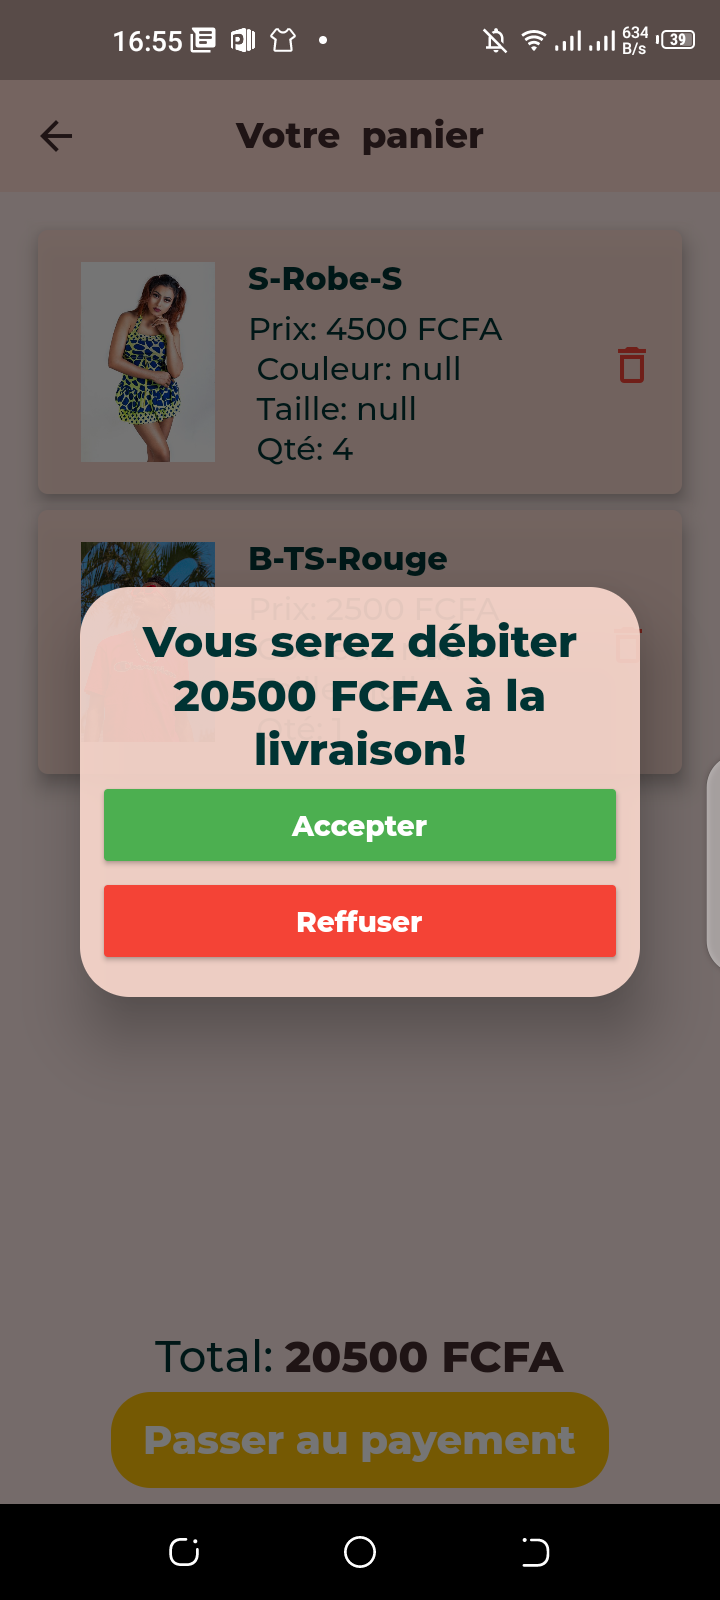 16:55
634 B/s
39
Votre panier
S-Robe-S
Prix: 4500 FCFA
Couleur: null
Taille: null
Qté: 4
B-TS-Rouge
Prix: 2500 FCFA
Vous serez débiter
20500 FCFA à la
livraison!
Qté: 1
Accepter
Reffuser
Total: 20500 FCFA
Passer au payement